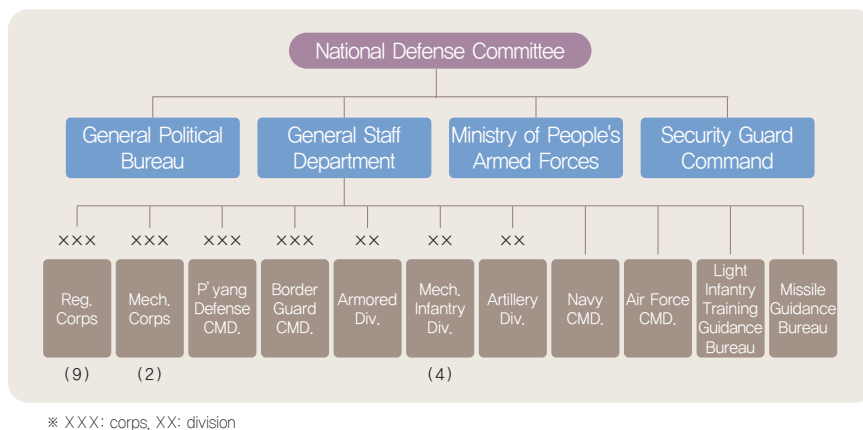 National Defense Committee
General Political
Bureau
General Staff
Department
Ministry of People's
Armed Forces
Security Guard
Command
××× ××× ××× ××× ×× ×× ××
Reg.
Corps
Mech.
Corps
P'yang
Defense
CMD.
Border
Guard
CMD.
Armored
Div.
Mech.
Infantry
Div.
Artillery
Div.
Navy
CMD.
Air Force
CMD.
Light
Infantry
Training
Guidance
Bureau
Missile
Guidance
Bureau
(9) (2) (4)
※ XXX: corps, XX: division